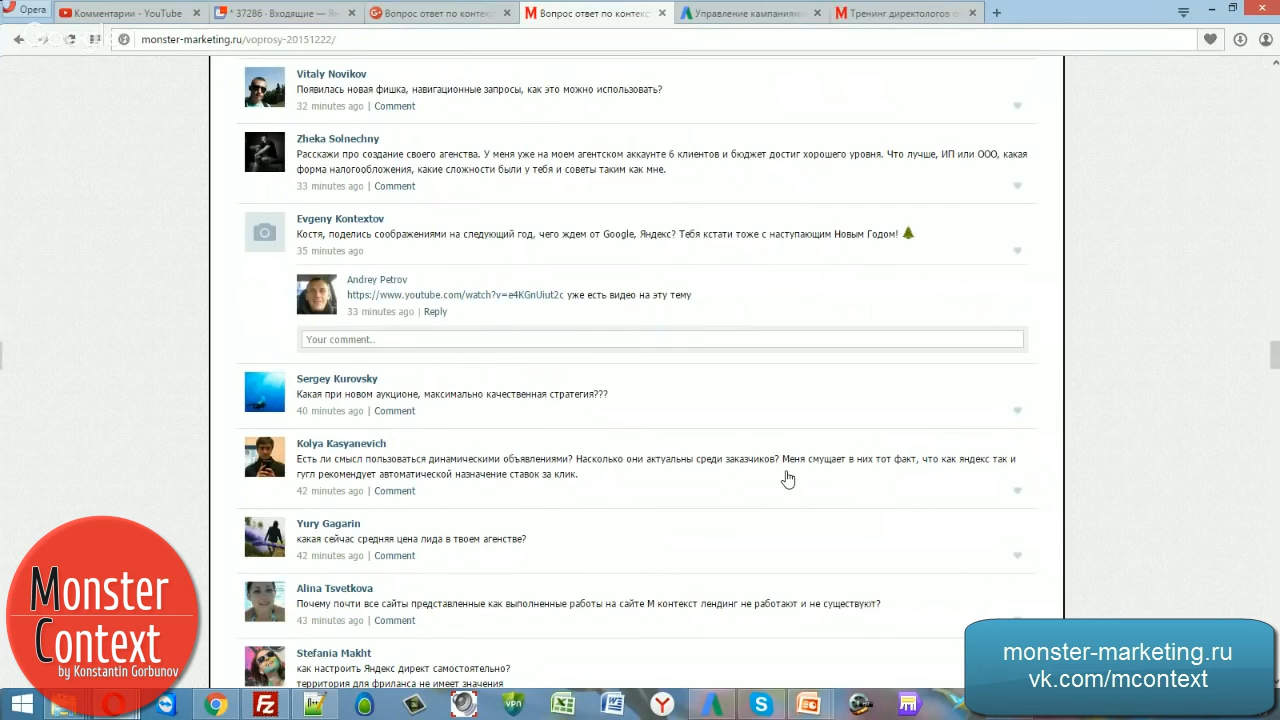 Opera
Комментарии - YouTube
* 37286 - Входящие — Ян
Вопрос ответ по контекс
Вопрос ответ по контекс
Управление кампаниями
Тренинг директологов о
monster-marketing.ru/voprosy-20151222/
Vitaly Novikov
Появилась новая фишка, навигационные запросы, как это можно использовать?
32 minutes ago | Comment
Zheka Solnechny
Расскажи про создание своего агенства. У меня уже на моем агентском аккаунте 6 клиентов и бюджет достиг хорошего уровня. Что лучше, ИП или ООО, какая
форма налогообложения, какие сложности были у тебя и советы таким как мне.
33 minutes ago | Comment
Evgeny Kontextov
Костя, поделись соображениями на следующий год, чего ждем от Google, Яндекс? Тебя кстати тоже с наступающим Новым Годом!
35 minutes ago
Andrey Petrov
https://www.youtube.com/watch?v=e4KGnUiut2c уже есть видео на эту тему
33 minutes ago | Reply
Your comment..
Sergey Kurovsky
Какая при новом аукционе, максимально качественная стратегия???
40 minutes ago | Comment
Kolya Kasyanevich
Есть ли смысл пользоваться динамическими объявлениями? Насколько они актуальны среди заказчиков? Меня смущает в них тот факт, что как яндекс так и
гугл рекомендует автоматической назначение ставок за клик.
42 minutes ago | Comment
Yury Gagarin
какая сейчас средняя цена лида в твоем агенстве?
42 minutes ago | Comment
Alina Tsvetkova
Почему почти все сайты представленные как выполненные работы на сайте М контекст лендинг не работают и не существуют?
43 minutes ago | Comment
Stefania Makht
как настроить Яндекс директ самостоятельно?
территория для фриланса не имеет значения
Monster
Context
by Konstantin Gorbunov
monster-marketing.ru
vk.com/mcontext